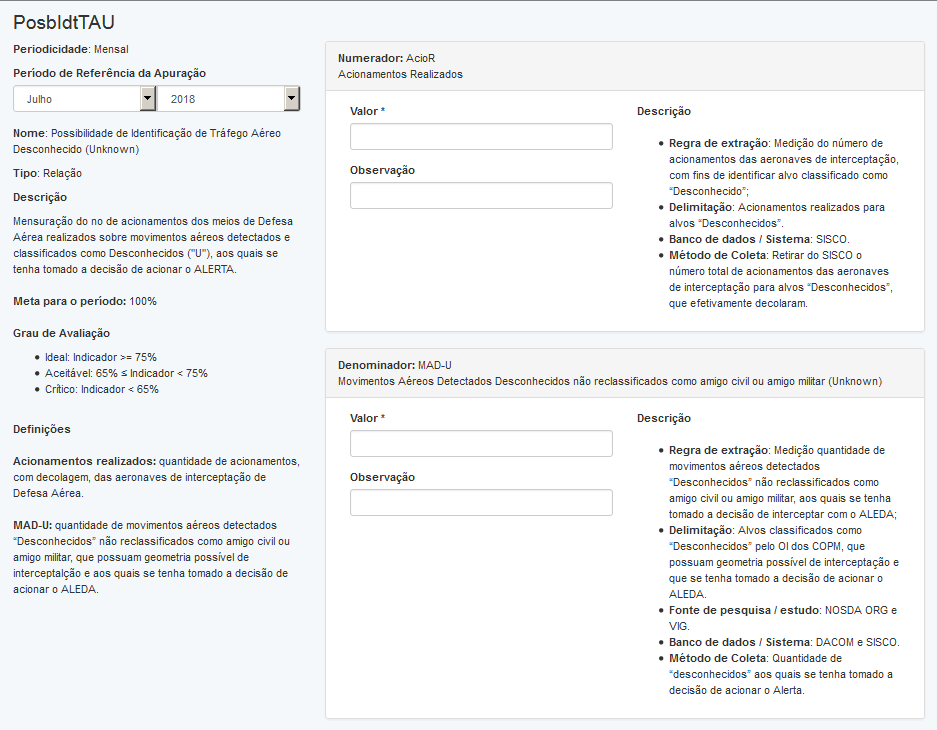 PosbIdtTAU
Periodicidade: Mensal
Período de Referência da Apuração
Julho
2018
Nome: Possibilidade de Identificação de Tráfego Aéreo
Desconhecido (Unknown)
Tipo: Relação
Descrição
Mensuração do no de acionamentos dos meios de Defesa
Aérea realizados sobre movimentos aéreos detectados e
classificados como Desconhecidos ("U"), aos quais se
tenha tomado a decisão de acionar o ALERTA.
Meta para o período: 100%
Grau de Avaliação
• Ideal: Indicador >= 75%
• Aceitável: 65% ≤ Indicador < 75%
• Crítico: Indicador < 65%
Definições
Acionamentos realizados: quantidade de acionamentos,
com decolagem, das aeronaves de interceptação de
Defesa Aérea.
MAD-U: quantidade de movimentos aéreos detectados
“Desconhecidos” não reclassificados como amigo civil ou
amigo militar, que possuam geometria possível de
interceptalção e aos quais se tenha tomado a decisão de
acionar o ALEDA.
Numerador: AcioR
Acionamentos Realizados
Valor *
Observação
Descrição
• Regra de extração: Medição do número de
acionamentos das aeronaves de interceptação,
com fins de identificar alvo classificado como
“Desconhecido”;
• Delimitação: Acionamentos realizados para
alvos “Desconhecidos”.
• Banco de dados / Sistema: SISCO.
• Método de Coleta: Retirar do SISCO o
número total de acionamentos das aeronaves
de interceptação para alvos “Desconhecidos”,
que efetivamente decolaram.
Denominador: MAD-U
Movimentos Aéreos Detectados Desconhecidos não reclassificados como amigo civil ou amigo militar (Unknown)
Valor *
Observação
Descrição
• Regra de extração: Medição quantidade de
movimentos aéreos detectados
“Desconhecidos” não reclassificados como
amigo civil ou amigo militar, aos quais se tenha
tomado a decisão de interceptar com o ALEDA;
• Delimitação: Alvos classificados como
“Desconhecidos” pelo OI dos COPM, que
possuam geometria possível de interceptação e
que se tenha tomado a decisão de acionar o
ALEDA.
• Fonte de pesquisa / estudo: NOSDA ORG e
VIG.
• Banco de dados / Sistema: DACOM e SISCO.
• Método de Coleta: Quantidade de
“desconhecidos” aos quais se tenha tomado a
decisão de acionar o Alerta.